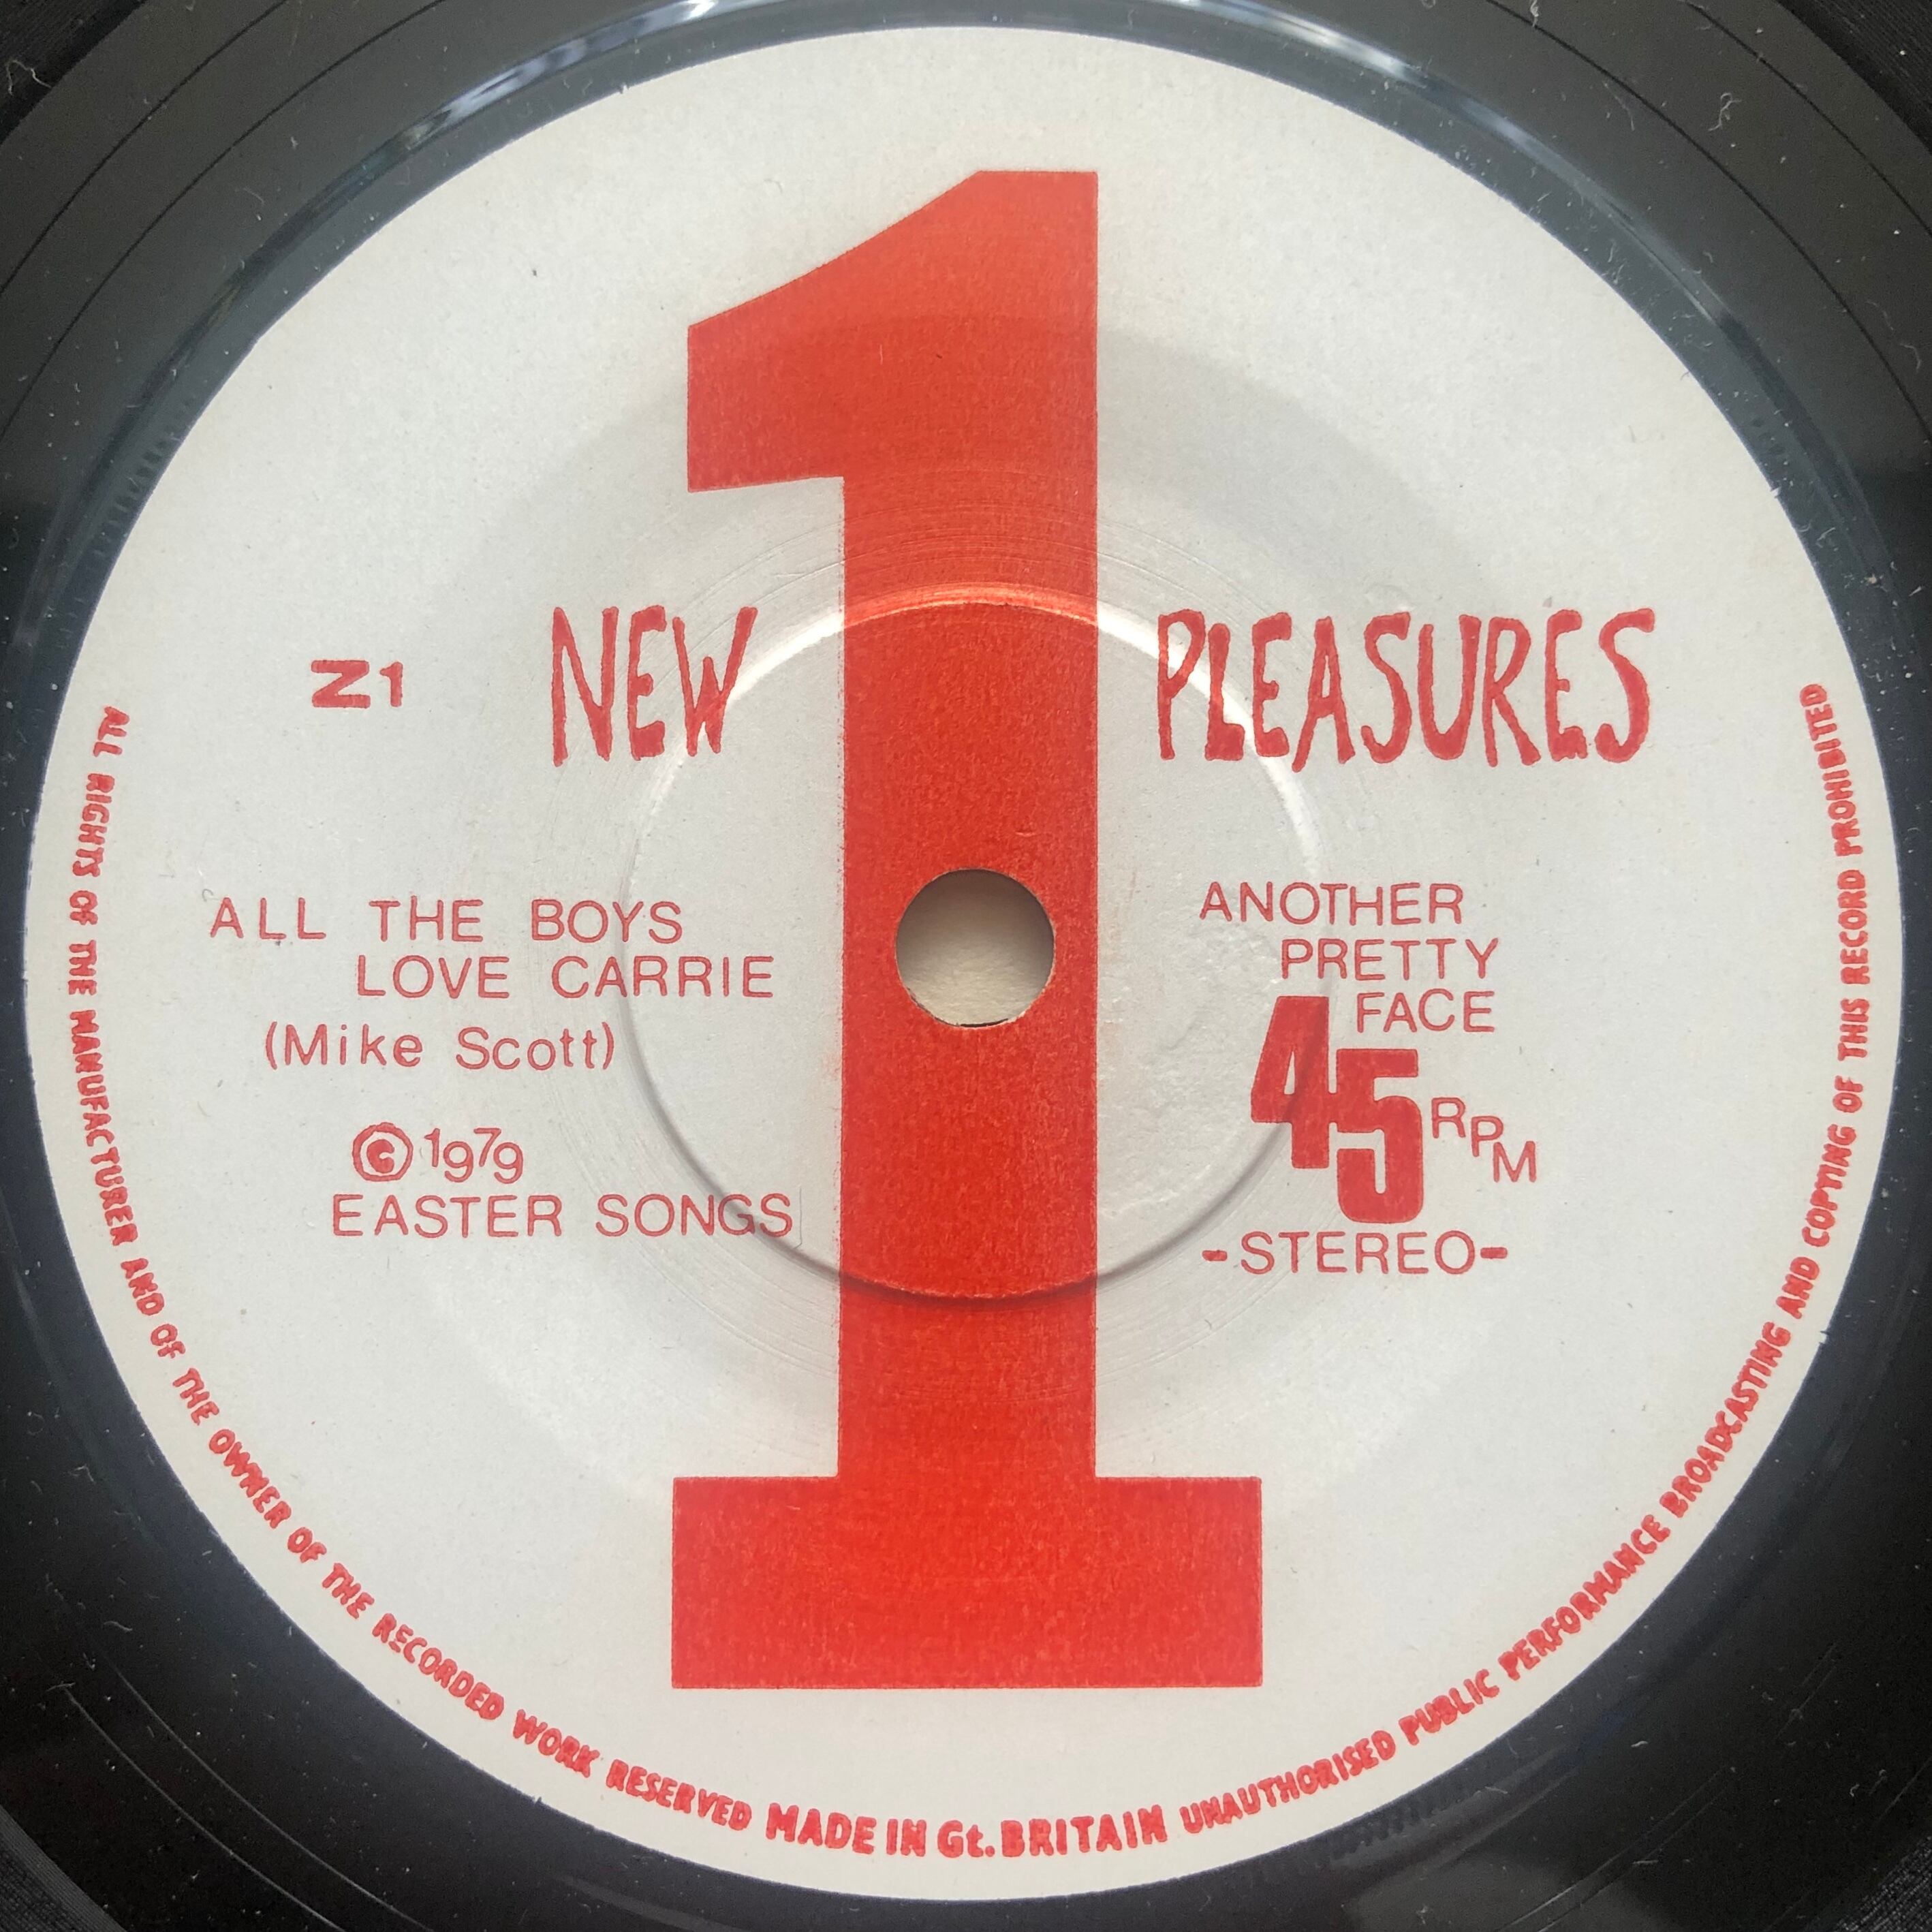 1
Z1
NEW PLEASURES
ALL THE BOYS
LOVE CARRIE
(Mike Scott)
© 1979
EASTER SONGS
ANOTHER
PRETTY
FACE
45 RPM
-STEREO-
ALL RIGHTS OF THE MANUFACTURER AND OF THE OWNER OF THE RECORDED WORK RESERVED MADE IN Gt. BRITAIN UNAUTHORISED PUBLIC PERFORMANCE BROADCASTING AND COPYING OF THIS RECORD PROHIBITED